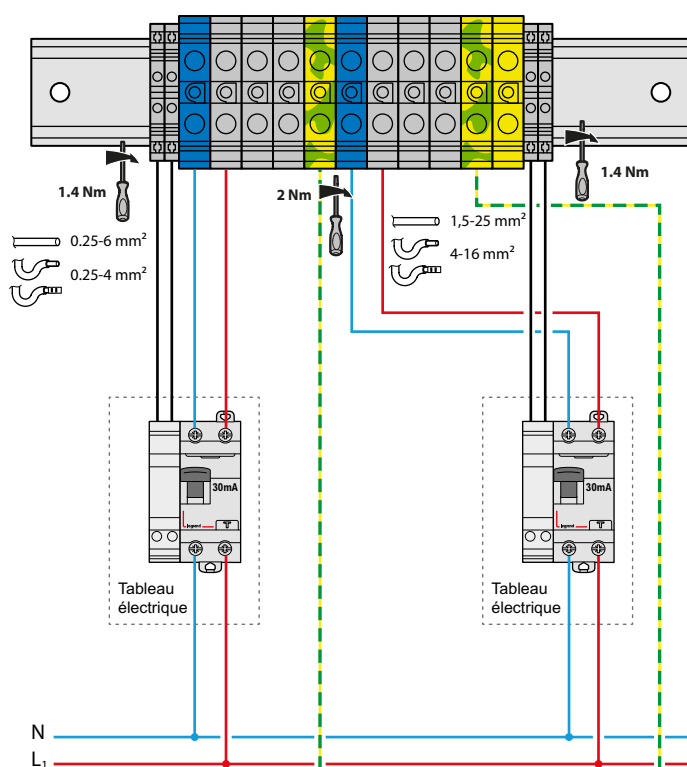 1.4 Nm
2 Nm
1.4 Nm
0.25-6 mm²
0.25-4 mm²
1,5-25 mm²
4-16 mm²
30mA
legrand
T
30mA
legrand
T
Tableau
électrique
Tableau
électrique
N
L₁